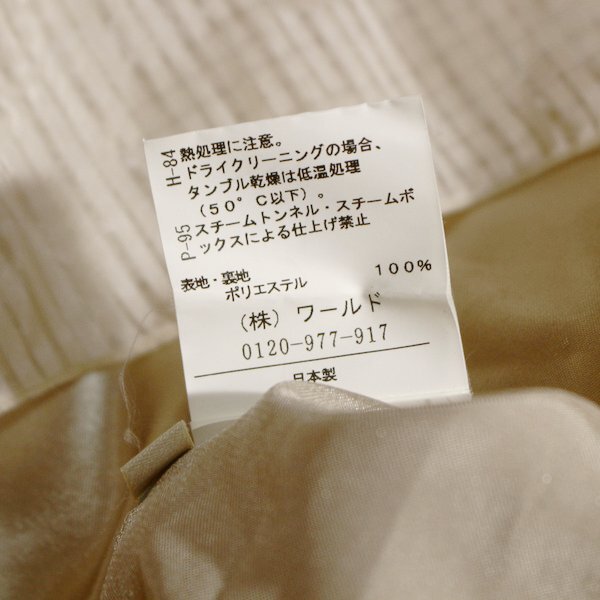 H-84 熱処理に注意。
ドライクリーニングの場合、
タンブル乾燥は低温処理
（50°C以下）。
P-95 スチームトンネル・スチームボ
ックスによる仕上げ禁止
表地・裏地
ポリエステル 100%
（株）ワールド
0120-977-917
日本製